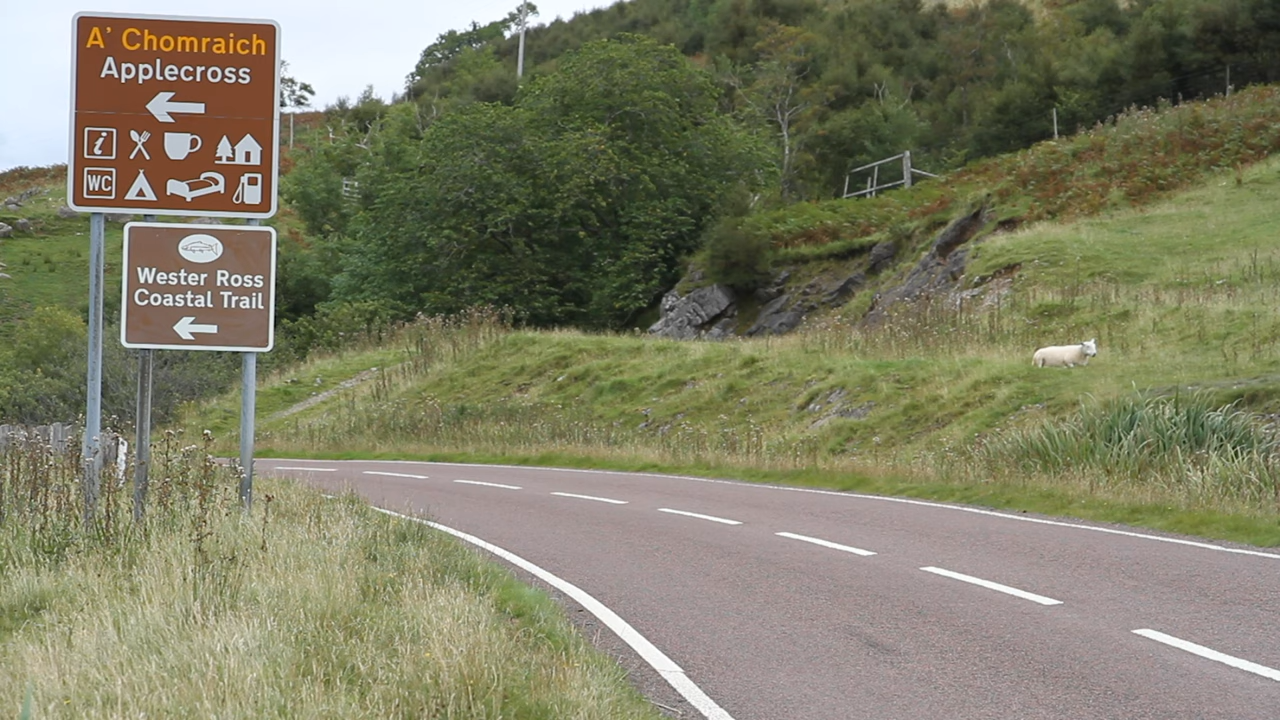 A' Chomraich
Applecross
i
WC
Wester Ross
Coastal Trail